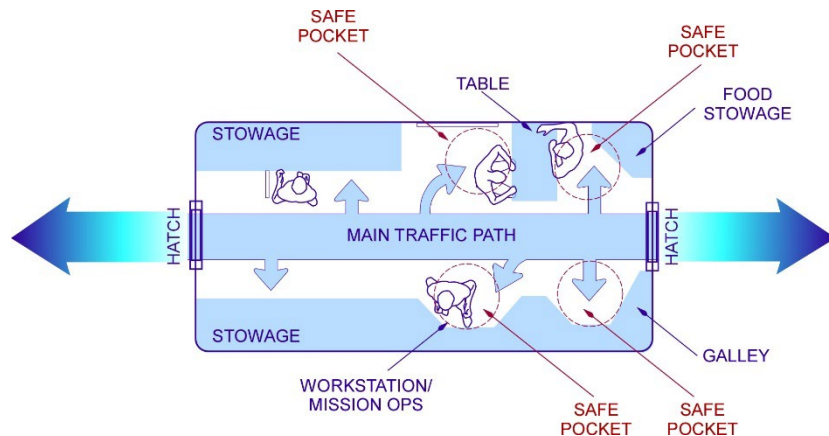 SAFE
POCKET
SAFE
POCKET
TABLE
FOOD
STOWAGE
STOWAGE
HATCH
MAIN TRAFFIC PATH
HATCH
STOWAGE
GALLEY
WORKSTATION/
MISSION OPS
SAFE
POCKET
SAFE
POCKET